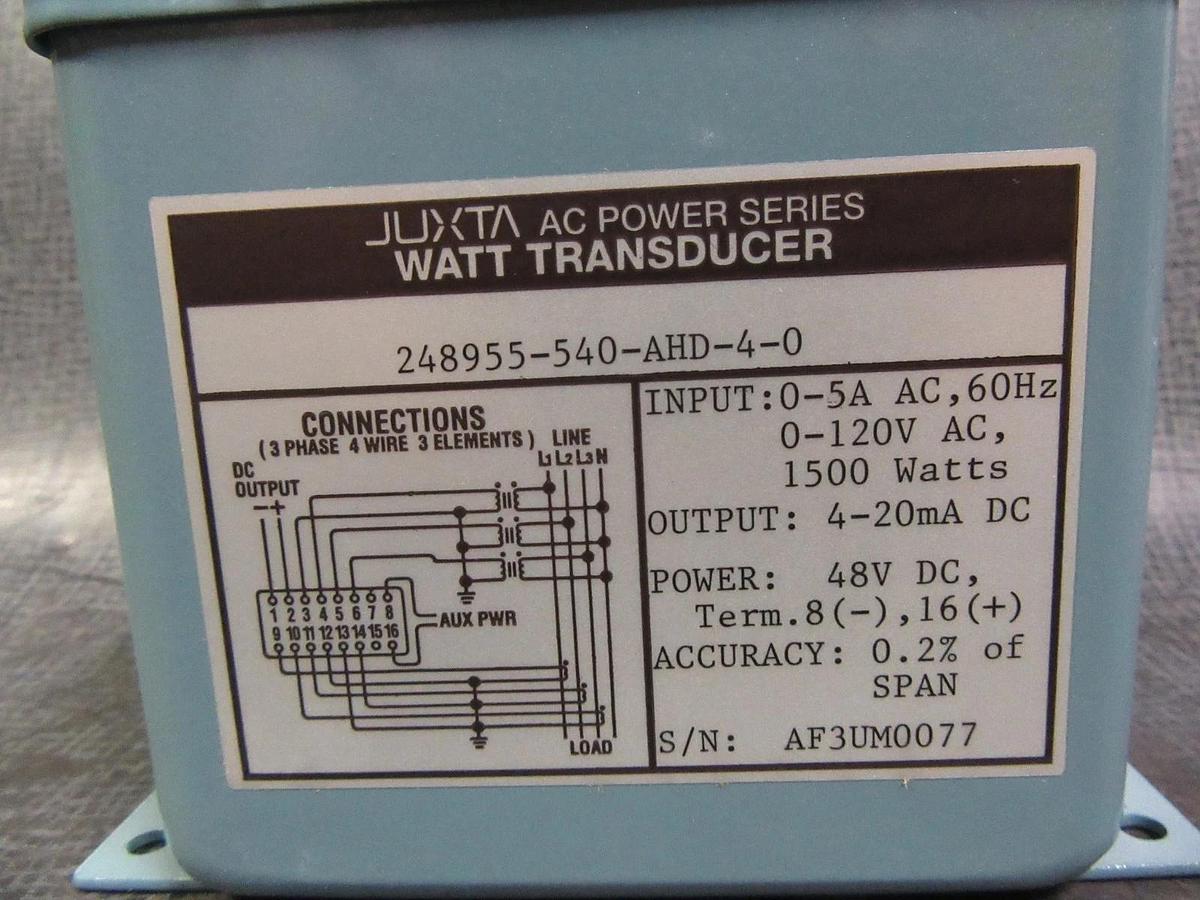 JUXTA AC POWER SERIES
WATT TRANSDUCER
248955-540-AHD-4-0
CONNECTIONS
(3 PHASE 4 WIRE 3 ELEMENTS)
LINE
L1 L2 L3 N
DC
OUTPUT
− +
1 2 3 4 5 6 7 8
9 10 11 12 13 14 15 16
AUX PWR
LOAD
INPUT:0-5A AC,60Hz
0-120V AC,
1500 Watts
OUTPUT: 4-20mA DC
POWER: 48V DC,
Term.8(-),16(+)
ACCURACY: 0.2% of
SPAN
S/N: AF3UM0077